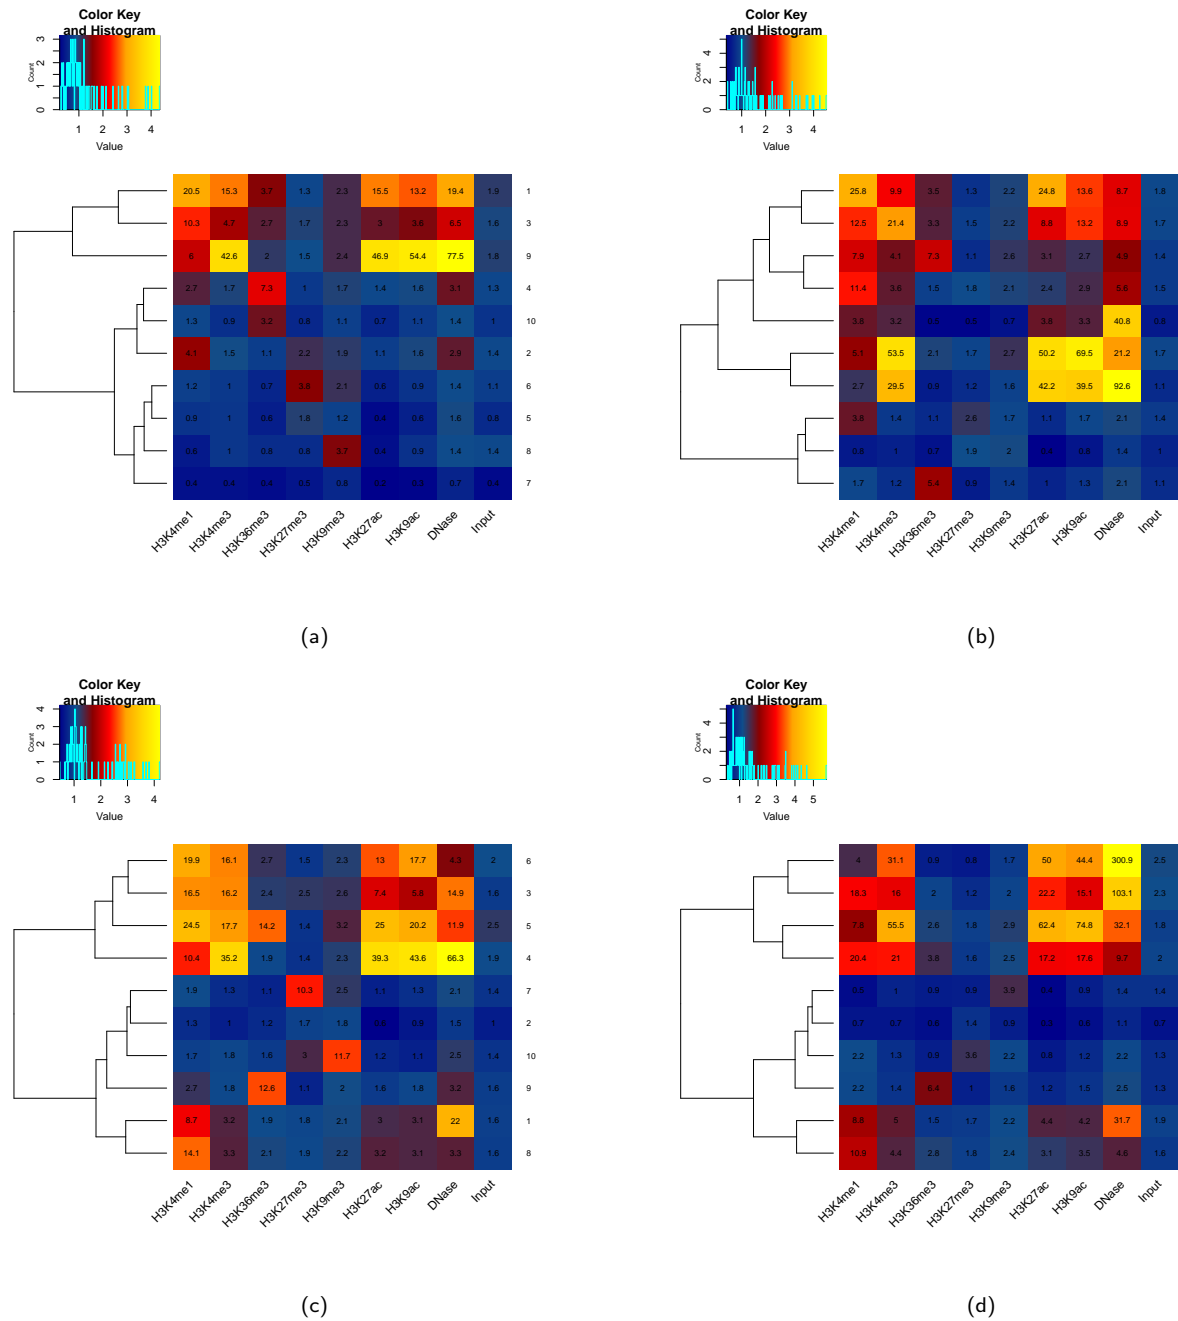 Color Key
and Histogram
Count
0 1 2 3
1 2 3 4
Value
20.5 15.3 3.7 1.3 2.3 15.5 13.2 19.4 1.9 1
10.3 4.7 2.7 1.7 2.3 3 3.6 6.5 1.6 3
6 42.6 2 1.5 2.4 46.9 54.4 77.5 1.8 9
2.7 1.7 7.3 1 1.7 1.4 1.6 3.1 1.3 4
1.3 0.9 3.2 0.8 1.1 0.7 1.1 1.4 1 10
4.1 1.5 1.1 2.2 1.9 1.1 1.6 2.9 1.4 2
1.2 1 0.7 3.6 2.1 0.6 0.9 1.4 1.1 6
0.9 1 0.6 1.8 1.2 0.4 0.6 1.6 0.8 5
0.6 1 0.8 0.8 3.7 0.4 0.9 1.4 1.4 8
0.4 0.4 0.4 0.5 0.8 0.3 0.7 0.4 7
H3K4me1 H3K4me3 H3K36me3 H3K27me3 H3K9me3 H3K27ac H3K9ac DNase Input
(a)
Color Key
and Histogram
Count
0 2 4
1 2 3 4
Value
25.8 9.9 3.5 1.3 2.2 24.8 13.6 8.7 1.8
12.5 21.4 3.3 1.5 2.2 8.8 13.2 8.9 1.7
7.9 4.1 7.3 1.1 2.6 3.1 2.7 4.9 1.6
11.4 3.6 1.5 1.8 2.1 2.4 2.9 5.6 1.5
3.8 3.2 0.5 0.5 0.7 3.8 3.3 40.8 0.8
5.1 53.5 2.1 1.7 2.7 50.2 69.5 21.2 1.7
2.7 29.5 0.9 1.2 1.6 42.2 39.5 92.6 1.1
3.8 1.4 1.1 2.6 1.7 1.1 1.7 2.1 1.4
0.8 1 0.7 1.9 2 0.4 0.8 1.4 1
1.7 1.2 5.4 0.9 1.4 1 1.3 2.1 1.1
H3K4me1 H3K4me3 H3K36me3 H3K27me3 H3K9me3 H3K27ac H3K9ac DNase Input
(b)
Color Key
and Histogram
Count
0 1 2 3 4
1 2 3 4
Value
19.9 16.1 2.7 1.5 2.3 13 17.7 4.3 2 6
16.5 16.2 2.4 2.5 2.6 7.4 5.8 14.9 1.6 3
24.5 17.7 14.2 1.4 3.2 25 20.2 11.9 2.5 5
10.4 35.2 1.9 1.4 2.3 39.3 43.6 66.3 1.9 4
1.9 1.3 1.1 10.3 2.5 1.1 1.3 2.1 1.4 7
1.3 1 1.2 1.7 1.8 0.6 0.9 1.5 1 2
1.7 1.8 1.6 3 11.7 1.2 1.1 2.5 1.4 10
2.7 1.8 12.6 1.1 2 1.6 1.8 3.2 1.6 9
8.7 3.2 1.9 1.8 2.1 3 3.1 22 1.6 1
14.1 3.3 2.1 1.9 2.2 3.2 3.1 3.3 1.6 8
H3K4me1 H3K4me3 H3K36me3 H3K27me3 H3K9me3 H3K27ac H3K9ac DNase Input
(c)
Color Key
and Histogram
Count
0 2 4
1 2 3 4 5
Value
4 31.1 0.9 0.8 1.7 50 44.4 300.9 2.5
18.3 16 2 1.2 2 22.2 15.1 103.1 2.3
7.8 55.5 2.6 1.8 2.9 62.4 74.8 32.1 1.8
20.4 21 3.8 1.6 2.5 17.2 17.6 9.7 2
0.5 1 0.9 0.9 3.9 0.4 0.9 1.4 1.4
0.7 0.7 0.6 1.4 0.9 0.3 0.6 1.1 0.7
2.2 1.3 0.9 3.6 1.6 0.8 1.2 2.2 1.3
2.2 1.4 6.4 1 1.6 1.2 1.5 2.5 1.3
6.8 5 1.5 1.7 2.2 4.4 4.2 31.7 1.9
10.9 4.4 2.8 1.8 2.4 3.1 3.5 4.6 1.6
H3K4me1 H3K4me3 H3K36me3 H3K27me3 H3K9me3 H3K27ac H3K9ac DNase Input
(d)